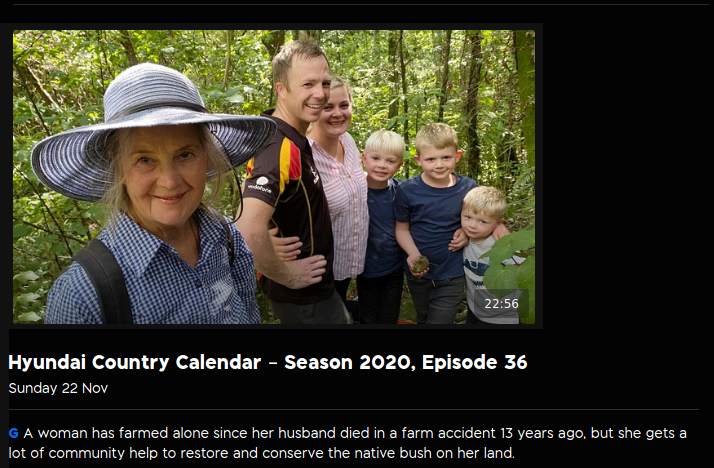 vodafone
22:56
Hyundai Country Calendar – Season 2020, Episode 36
Sunday 22 Nov
G A woman has farmed alone since her husband died in a farm accident 13 years ago, but she gets a
lot of community help to restore and conserve the native bush on her land.